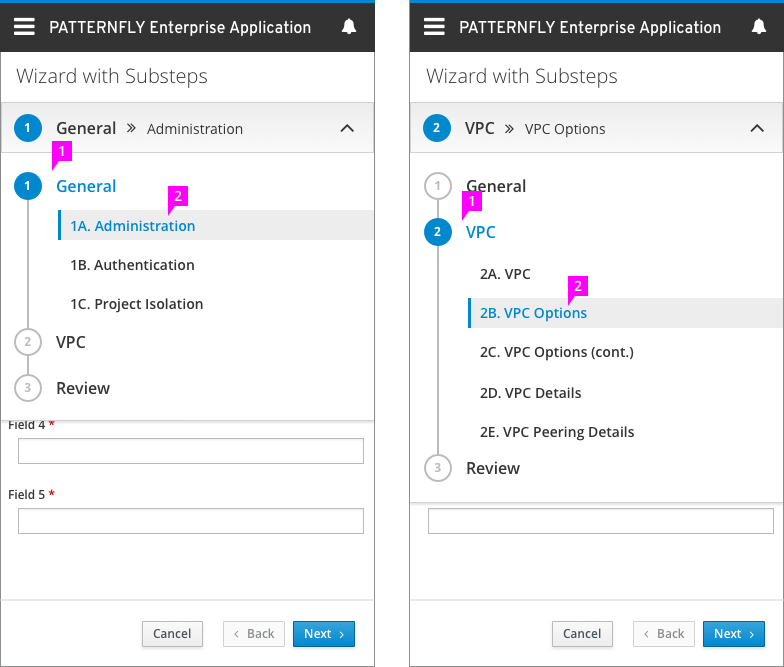 PATTERNFLY Enterprise Application
Wizard with Substeps
1 General » Administration
1
1 General
2
1A. Administration
1B. Authentication
1C. Project Isolation
2 VPC
3 Review
Field 4 *
Field 5 *
Cancel
‹ Back
Next ›
PATTERNFLY Enterprise Application
Wizard with Substeps
2 VPC » VPC Options
1 General
1
2 VPC
2A. VPC
2
2B. VPC Options
2C. VPC Options (cont.)
2D. VPC Details
2E. VPC Peering Details
3 Review
Cancel
‹ Back
Next ›